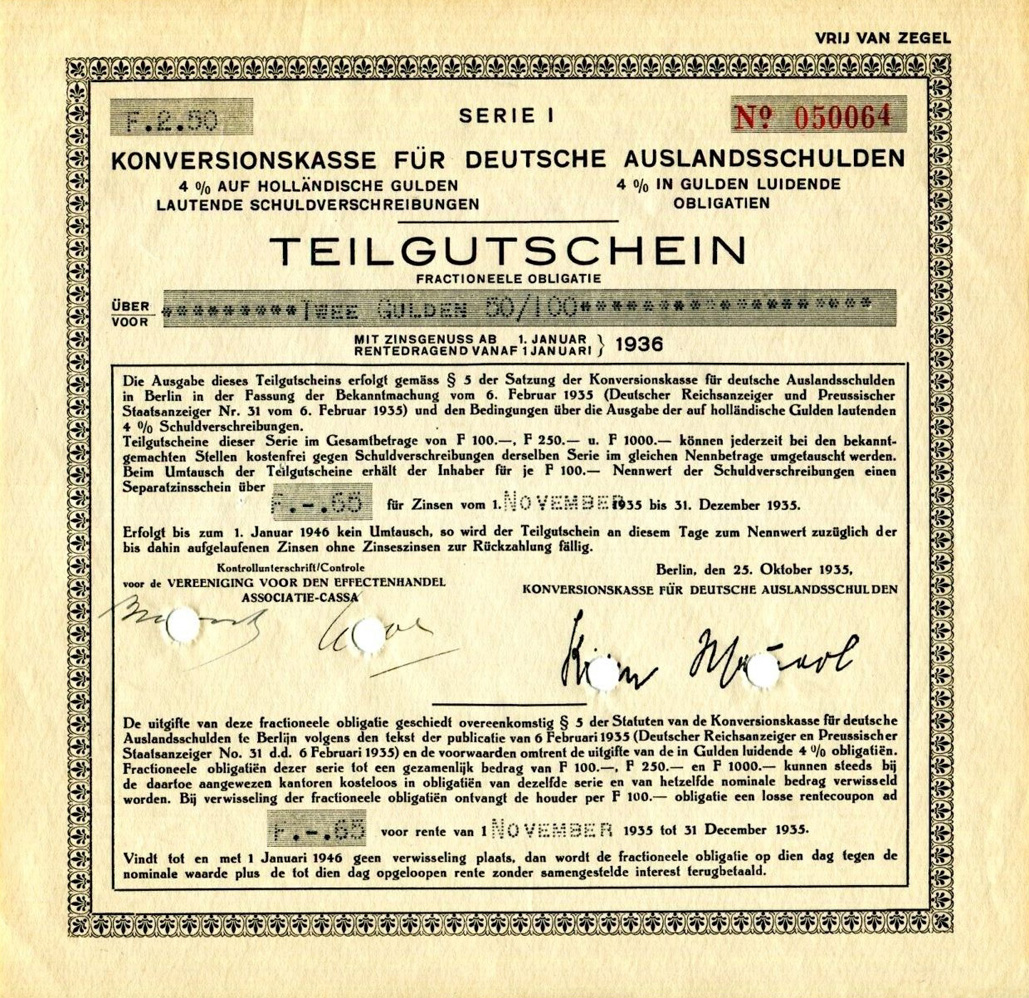 VRIJ VAN ZEGEL
F.2.50
SERIE I
Nº 050064
KONVERSIONSKASSE FÜR DEUTSCHE AUSLANDSSCHULDEN
4 % AUF HOLLÄNDISCHE GULDEN
LAUTENDE SCHULDVERSCHREIBUNGEN
4 % IN GULDEN LUIDENDE
OBLIGATIEN
TEILGUTSCHEIN
FRACTIONEELE OBLIGATIE
ÜBER
VOOR
*********TWEE GULDEN 50/100*******************
MIT ZINSGENUSS AB 1. JANUAR
RENTEDRAGEND VANAF 1 JANUARI } 1936
Die Ausgabe dieses Teilgutscheins erfolgt gemäss § 5 der Satzung der Konversionskasse für deutsche Auslandsschulden
in Berlin in der Fassung der Bekanntmachung vom 6. Februar 1935 (Deutscher Reichsanzeiger und Preussischer
Staatsanzeiger Nr. 31 vom 6. Februar 1935) und den Bedingungen über die Ausgabe der auf holländische Gulden lautenden
4 % Schuldverschreibungen.
Teilgutscheine dieser Serie im Gesamtbetrage von F 100.—, F 250.— u. F 1000.— können jederzeit bei den bekannt-
gemachten Stellen kostenfrei gegen Schuldverschreibungen derselben Serie im gleichen Nennbetrage umgetauscht werden.
Beim Umtausch der Teilgutscheine erhält der Inhaber für je F 100.— Nennwert der Schuldverschreibungen einen
Separatzinsschein über
F.-.65 für Zinsen vom 1. NOVEMBER 1935 bis 31. Dezember 1935.
Erfolgt bis zum 1. Januar 1946 kein Umtausch, so wird der Teilgutschein an diesem Tage zum Nennwert zuzüglich der
bis dahin aufgelaufenen Zinsen ohne Zinseszinsen zur Rückzahlung fällig.
Kontrollunterschrift/Controle
voor de VEREENIGING VOOR DEN EFFECTENHANDEL
ASSOCIATIE-CASSA
Berlin, den 25. Oktober 1935,
KONVERSIONSKASSE FÜR DEUTSCHE AUSLANDSSCHULDEN
De uitgifte van deze fractioneele obligatie geschiedt overeenkomstig § 5 der Statuten van de Konversionskasse für deutsche
Auslandsschulden te Berlijn volgens den tekst der publicatie van 6 Februari 1935 (Deutscher Reichsanzeiger en Preussischer
Staatsanzeiger No. 31 d.d. 6 Februari 1935) en de voorwaarden omtrent de uitgifte van de in Gulden luidende 4 % obligatiën.
Fractioneele obligatiën dezer serie tot een gezamenlijk bedrag van F 100.—, F 250.— en F 1000.— kunnen steeds bij
de daartoe aangewezen kantoren kosteloos in obligatiën van dezelfde serie en van hetzelfde nominale bedrag verwisseld
worden. Bij verwisseling der fractioneele obligatiën ontvangt de houder per F 100.— obligatie een losse rentecoupon ad
F.-.65 voor rente van 1 NOVEMBER 1935 tot 31 December 1935.
Vindt tot en met 1 Januari 1946 geen verwisseling plaats, dan wordt de fractioneele obligatie op dien dag tegen de
nominale waarde plus de tot dien dag opgeloopen rente zonder samengestelde interest terugbetaald.